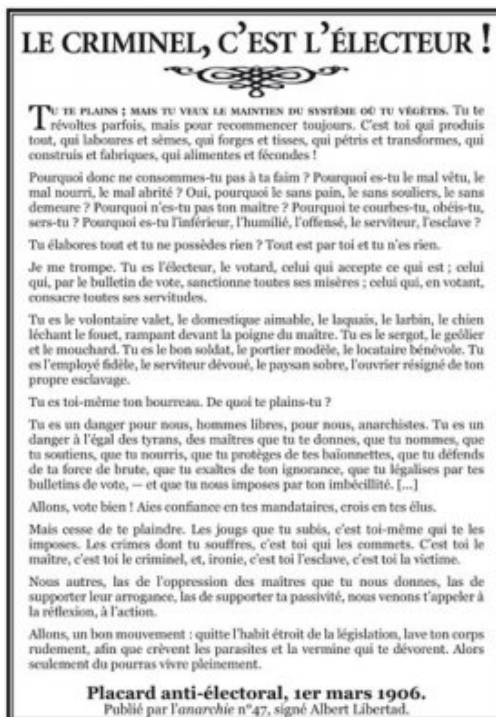 LE CRIMINEL, C'EST L'ÉLECTEUR !
TU TE PLAINS ; MAIS TU VEUX LE MAINTIEN DU SYSTÈME OÙ TU VÉGÈTES. Tu te
révoltes parfois, mais pour recommencer toujours. C'est toi qui produis
tout, qui laboures et sèmes, qui forges et tisses, qui pétris et transformes, qui
construis et fabriques, qui alimentes et fécondes !
Pourquoi donc ne consommes-tu pas à ta faim ? Pourquoi es-tu le mal vêtu, le
mal nourri, le mal abrité ? Oui, pourquoi le sans pain, le sans souliers, le sans
demeure ? Pourquoi n'es-tu pas ton maître ? Pourquoi te courbes-tu, obéis-tu,
sers-tu ? Pourquoi es-tu l'inférieur, l'humilié, l'offensé, le serviteur, l'esclave ?
Tu élabores tout et tu ne possèdes rien ? Tout est par toi et tu n'es rien.
Je me trompe. Tu es l'électeur, le votard, celui qui accepte ce qui est ; celui
qui, par le bulletin de vote, sanctionne toutes ses misères ; celui qui, en votant,
consacre toutes ses servitudes.
Tu es le volontaire valet, le domestique aimable, le laquais, le larbin, le chien
léchant le fouet, rampant devant la poigne du maître. Tu es le sergot, le geôlier
et le mouchard. Tu es le bon soldat, le portier modèle, le locataire bénévole. Tu
es l'employé fidèle, le serviteur dévoué, le paysan sobre, l'ouvrier résigné de ton
propre esclavage.
Tu es toi-même ton bourreau. De quoi te plains-tu ?
Tu es un danger pour nous, hommes libres, pour nous, anarchistes. Tu es un
danger à l'égal des tyrans, des maîtres que tu te donnes, que tu nommes, que
tu soutiens, que tu nourris, que tu protèges de tes baïonnettes, que tu défends
de ta force de brute, que tu exaltes de ton ignorance, que tu légalises par tes
bulletins de vote, — et que tu nous imposes par ton imbécillité. [...]
Allons, vote bien ! Aies confiance en tes mandataires, crois en tes élus.
Mais cesse de te plaindre. Les jougs que tu subis, c'est toi-même qui te les
imposes. Les crimes dont tu souffres, c'est toi qui les commets. C'est toi le
maître, c'est toi le criminel, et, ironie, c'est toi l'esclave, c'est toi la victime.
Nous autres, las de l'oppression des maîtres que tu nous donnes, las de
supporter leur arrogance, las de supporter ta passivité, nous venons t'appeler à
la réflexion, à l'action.
Allons, un bon mouvement : quitte l'habit étroit de la législation, lave ton corps
rudement, afin que crèvent les parasites et la vermine qui te dévorent. Alors
seulement du pourras vivre pleinement.
Placard anti-électoral, 1er mars 1906.
Publié par l'anarchie n°47, signé Albert Libertad.